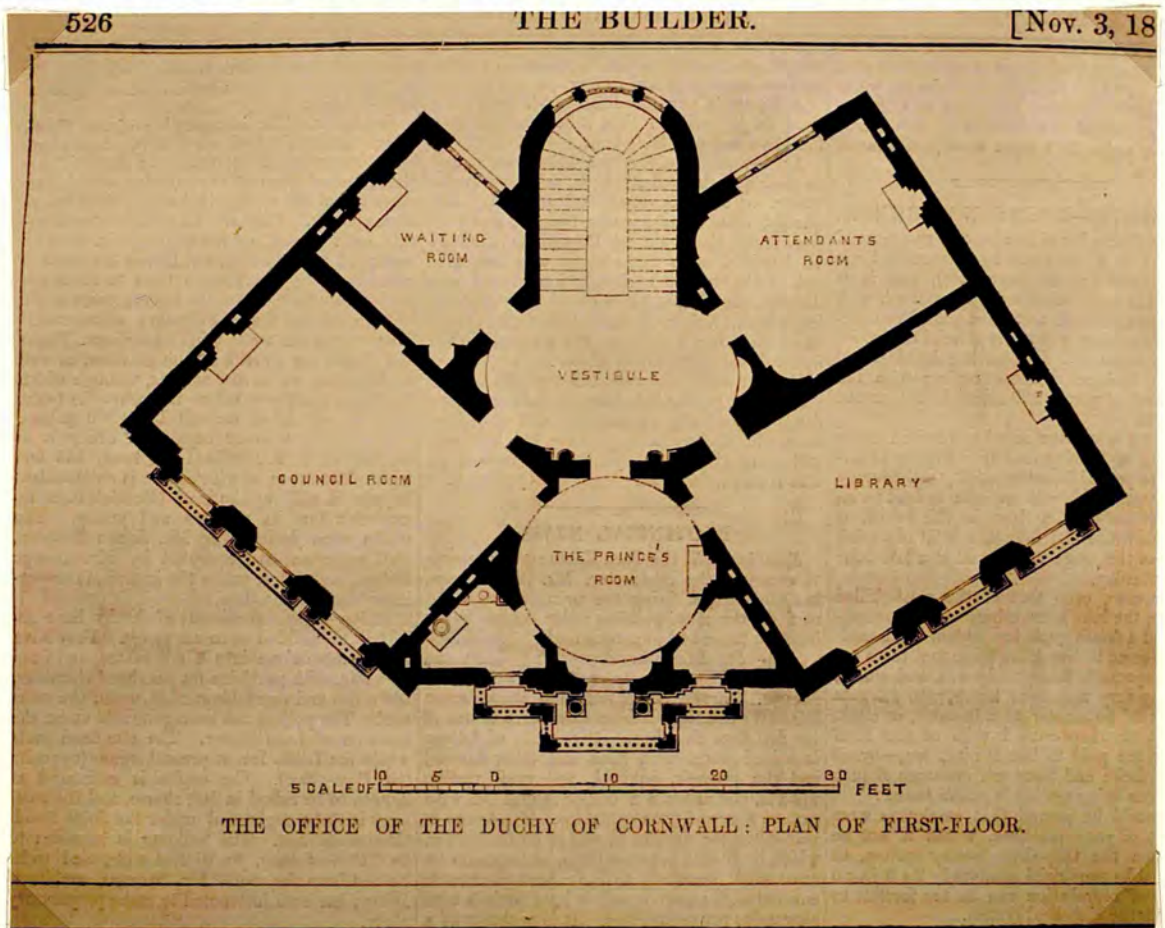 526 THE BUILDER. [Nov. 3, 18
WAITING
ROOM
ATTENDANTS
ROOM
VESTIBULE
COUNCIL ROOM
LIBRARY
THE PRINCE'S
ROOM
SCALE OF 10 5 0 10 20 30 FEET
THE OFFICE OF THE DUCHY OF CORNWALL: PLAN OF FIRST-FLOOR.